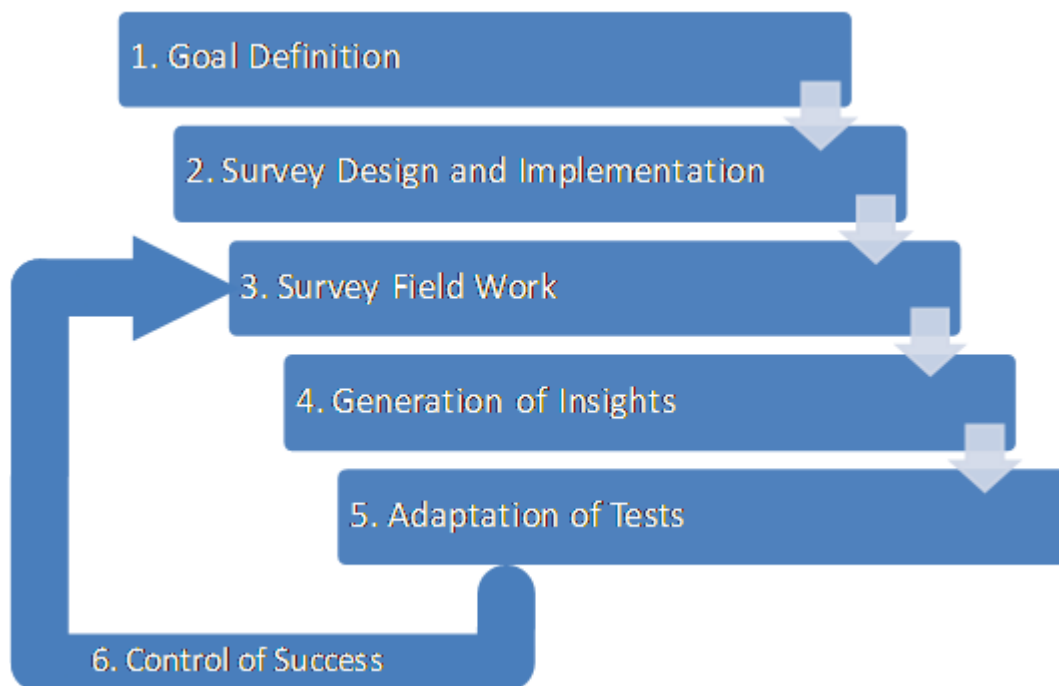 1. Goal Definition
2. Survey Design and Implementation
3. Survey Field Work
4. Generation of Insights
5. Adaptation of Tests
6. Control of Success